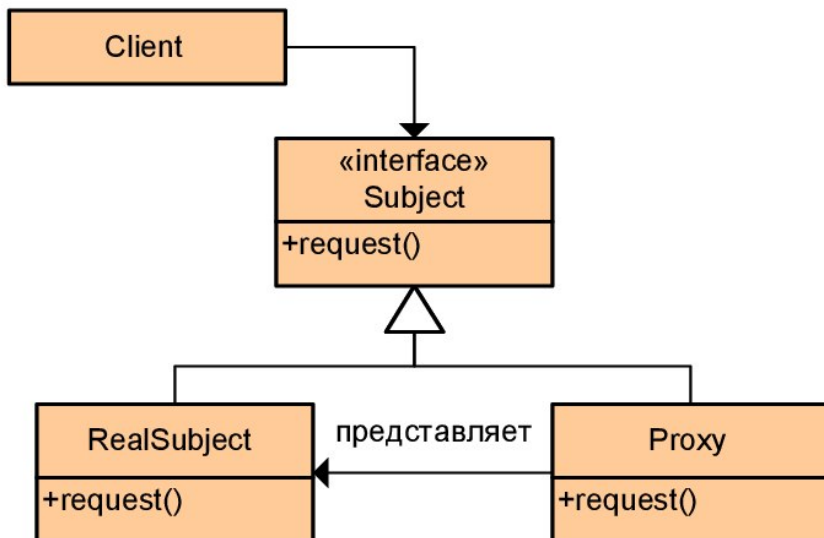 Client
«interface»
Subject
+request()
RealSubject
+request()
представляет
Proxy
+request()